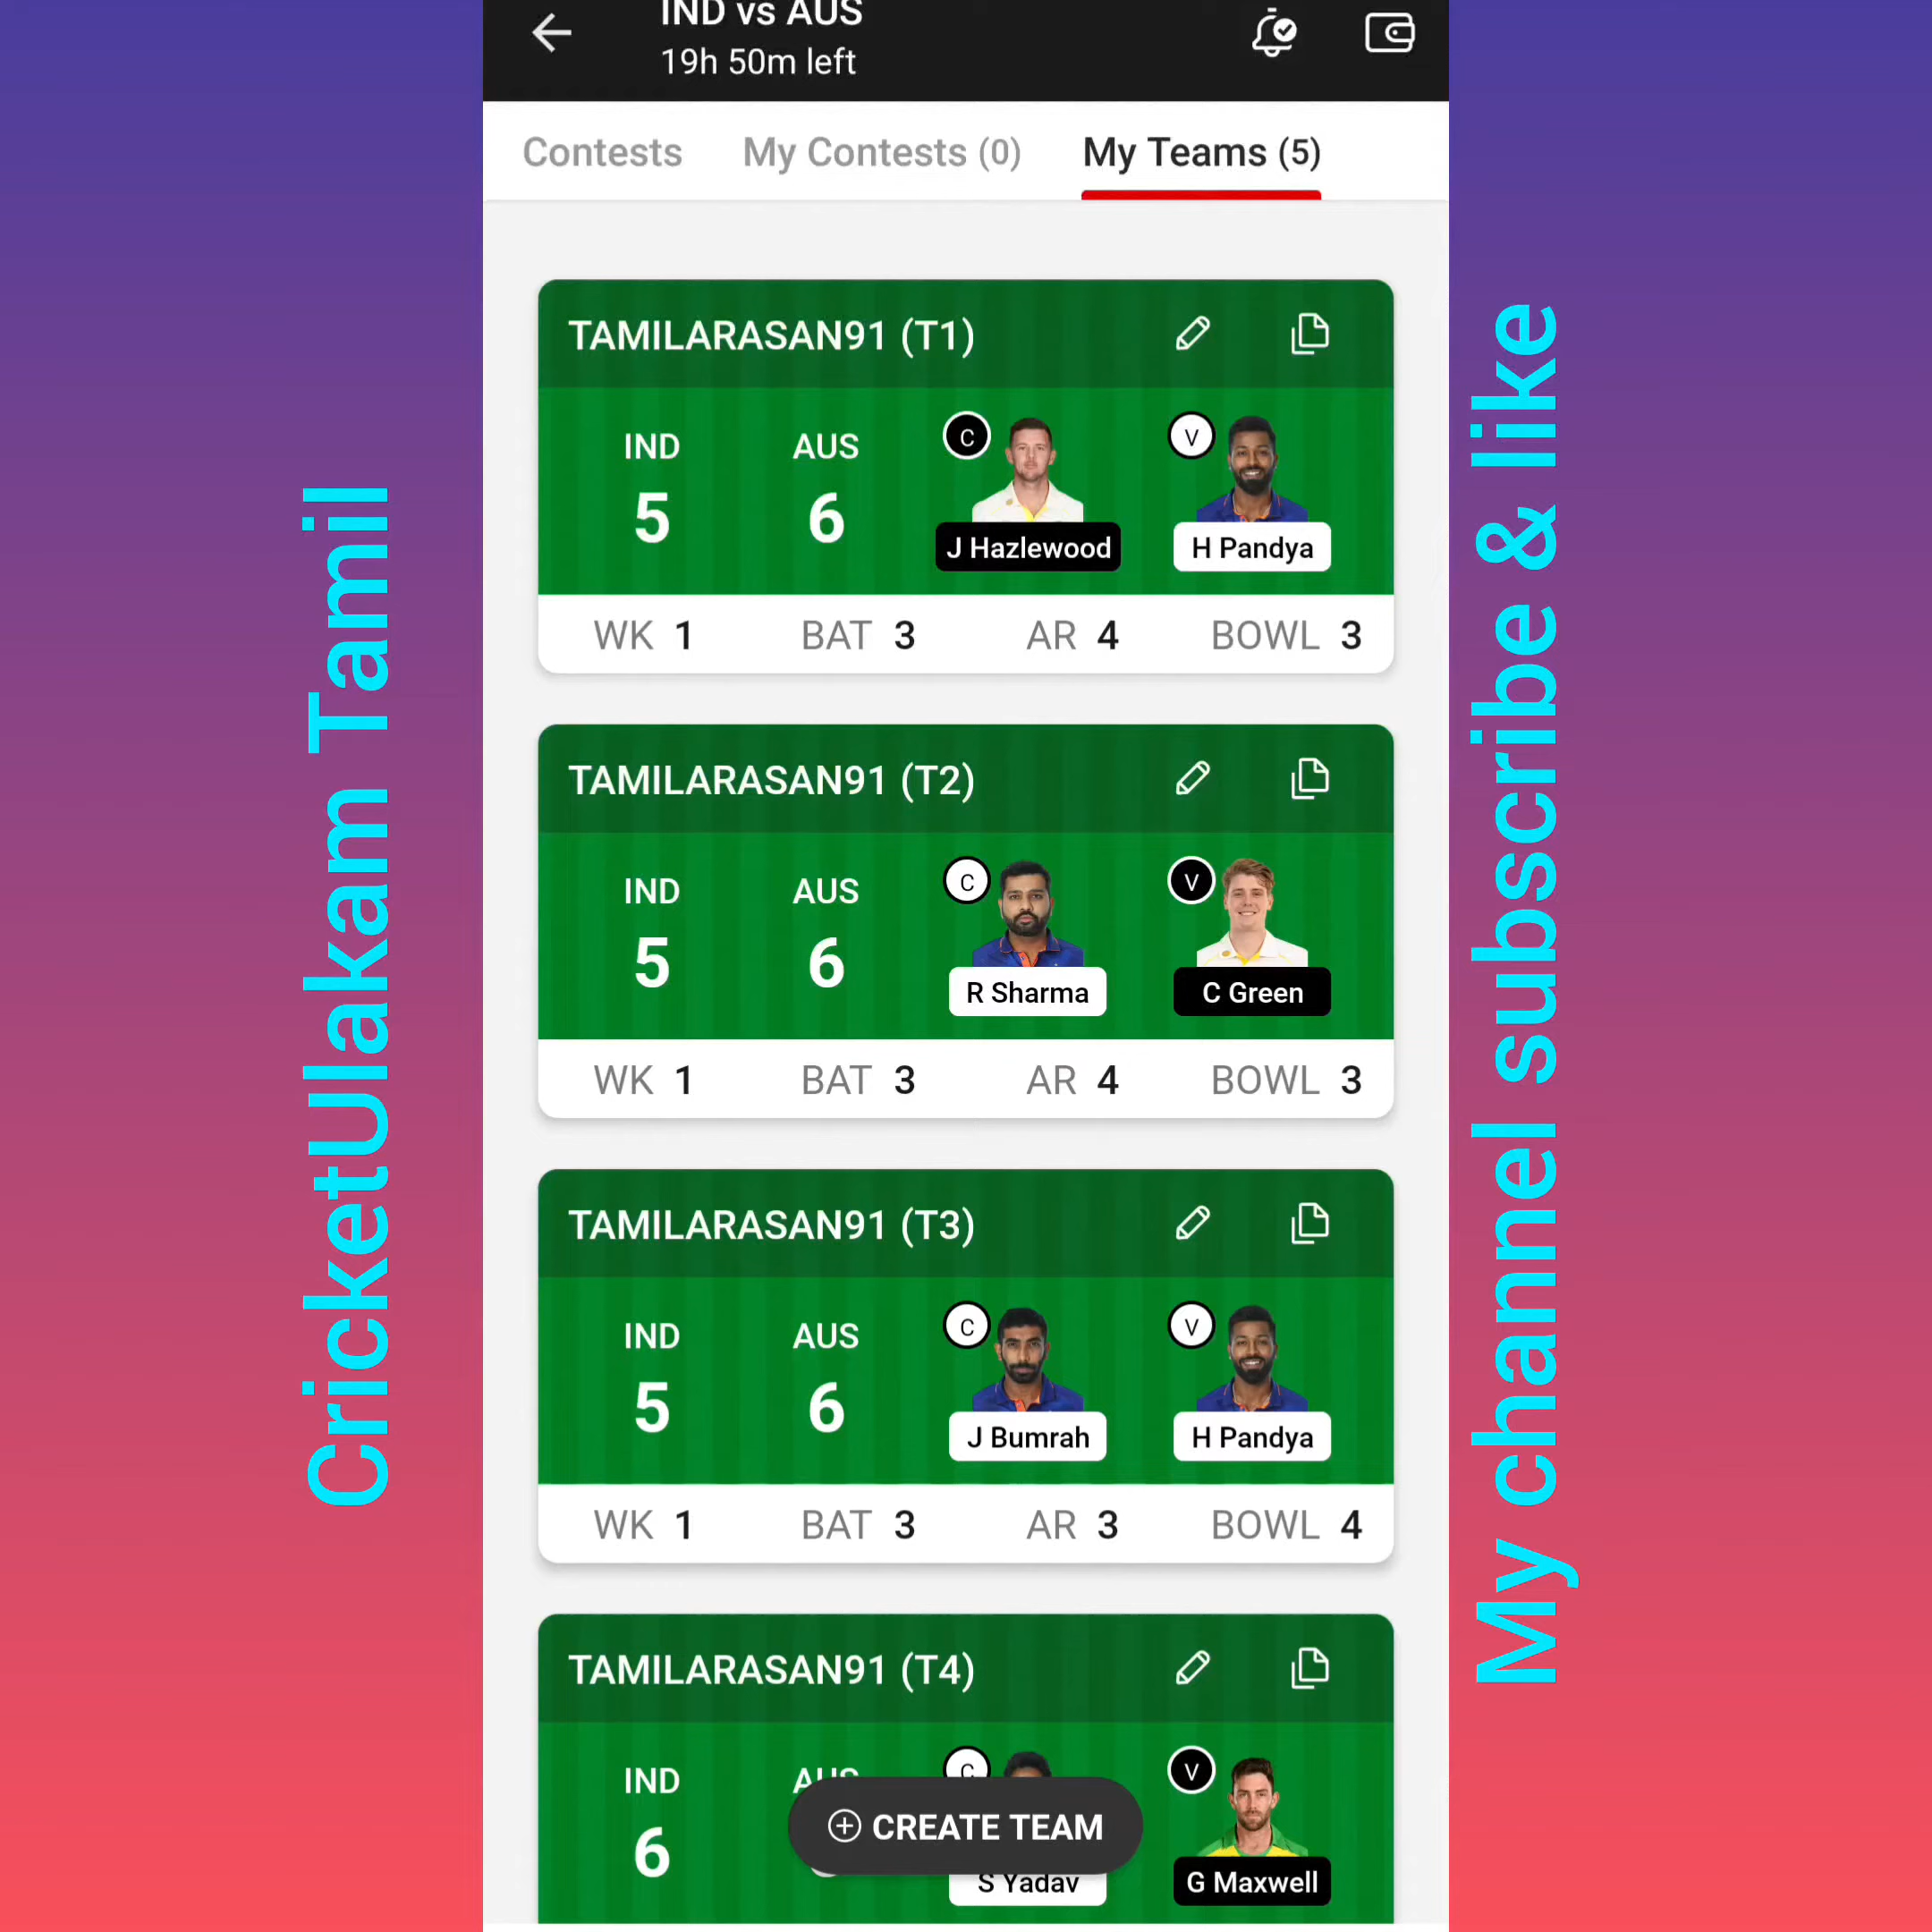 IND vs AUS
19h 50m left
Contests
My Contests (0)
My Teams (5)
TAMILARASAN91 (T1)
IND
AUS
5
6
C
V
J Hazlewood
H Pandya
WK 1
BAT 3
AR 4
BOWL 3
TAMILARASAN91 (T2)
IND
AUS
5
6
C
V
R Sharma
C Green
WK 1
BAT 3
AR 4
BOWL 3
TAMILARASAN91 (T3)
IND
AUS
5
6
C
V
J Bumrah
H Pandya
WK 1
BAT 3
AR 3
BOWL 4
TAMILARASAN91 (T4)
IND
AUS
6
C
V
CREATE TEAM
S Yadav
G Maxwell
CricketUlakam Tamil
My channel subscribe & like